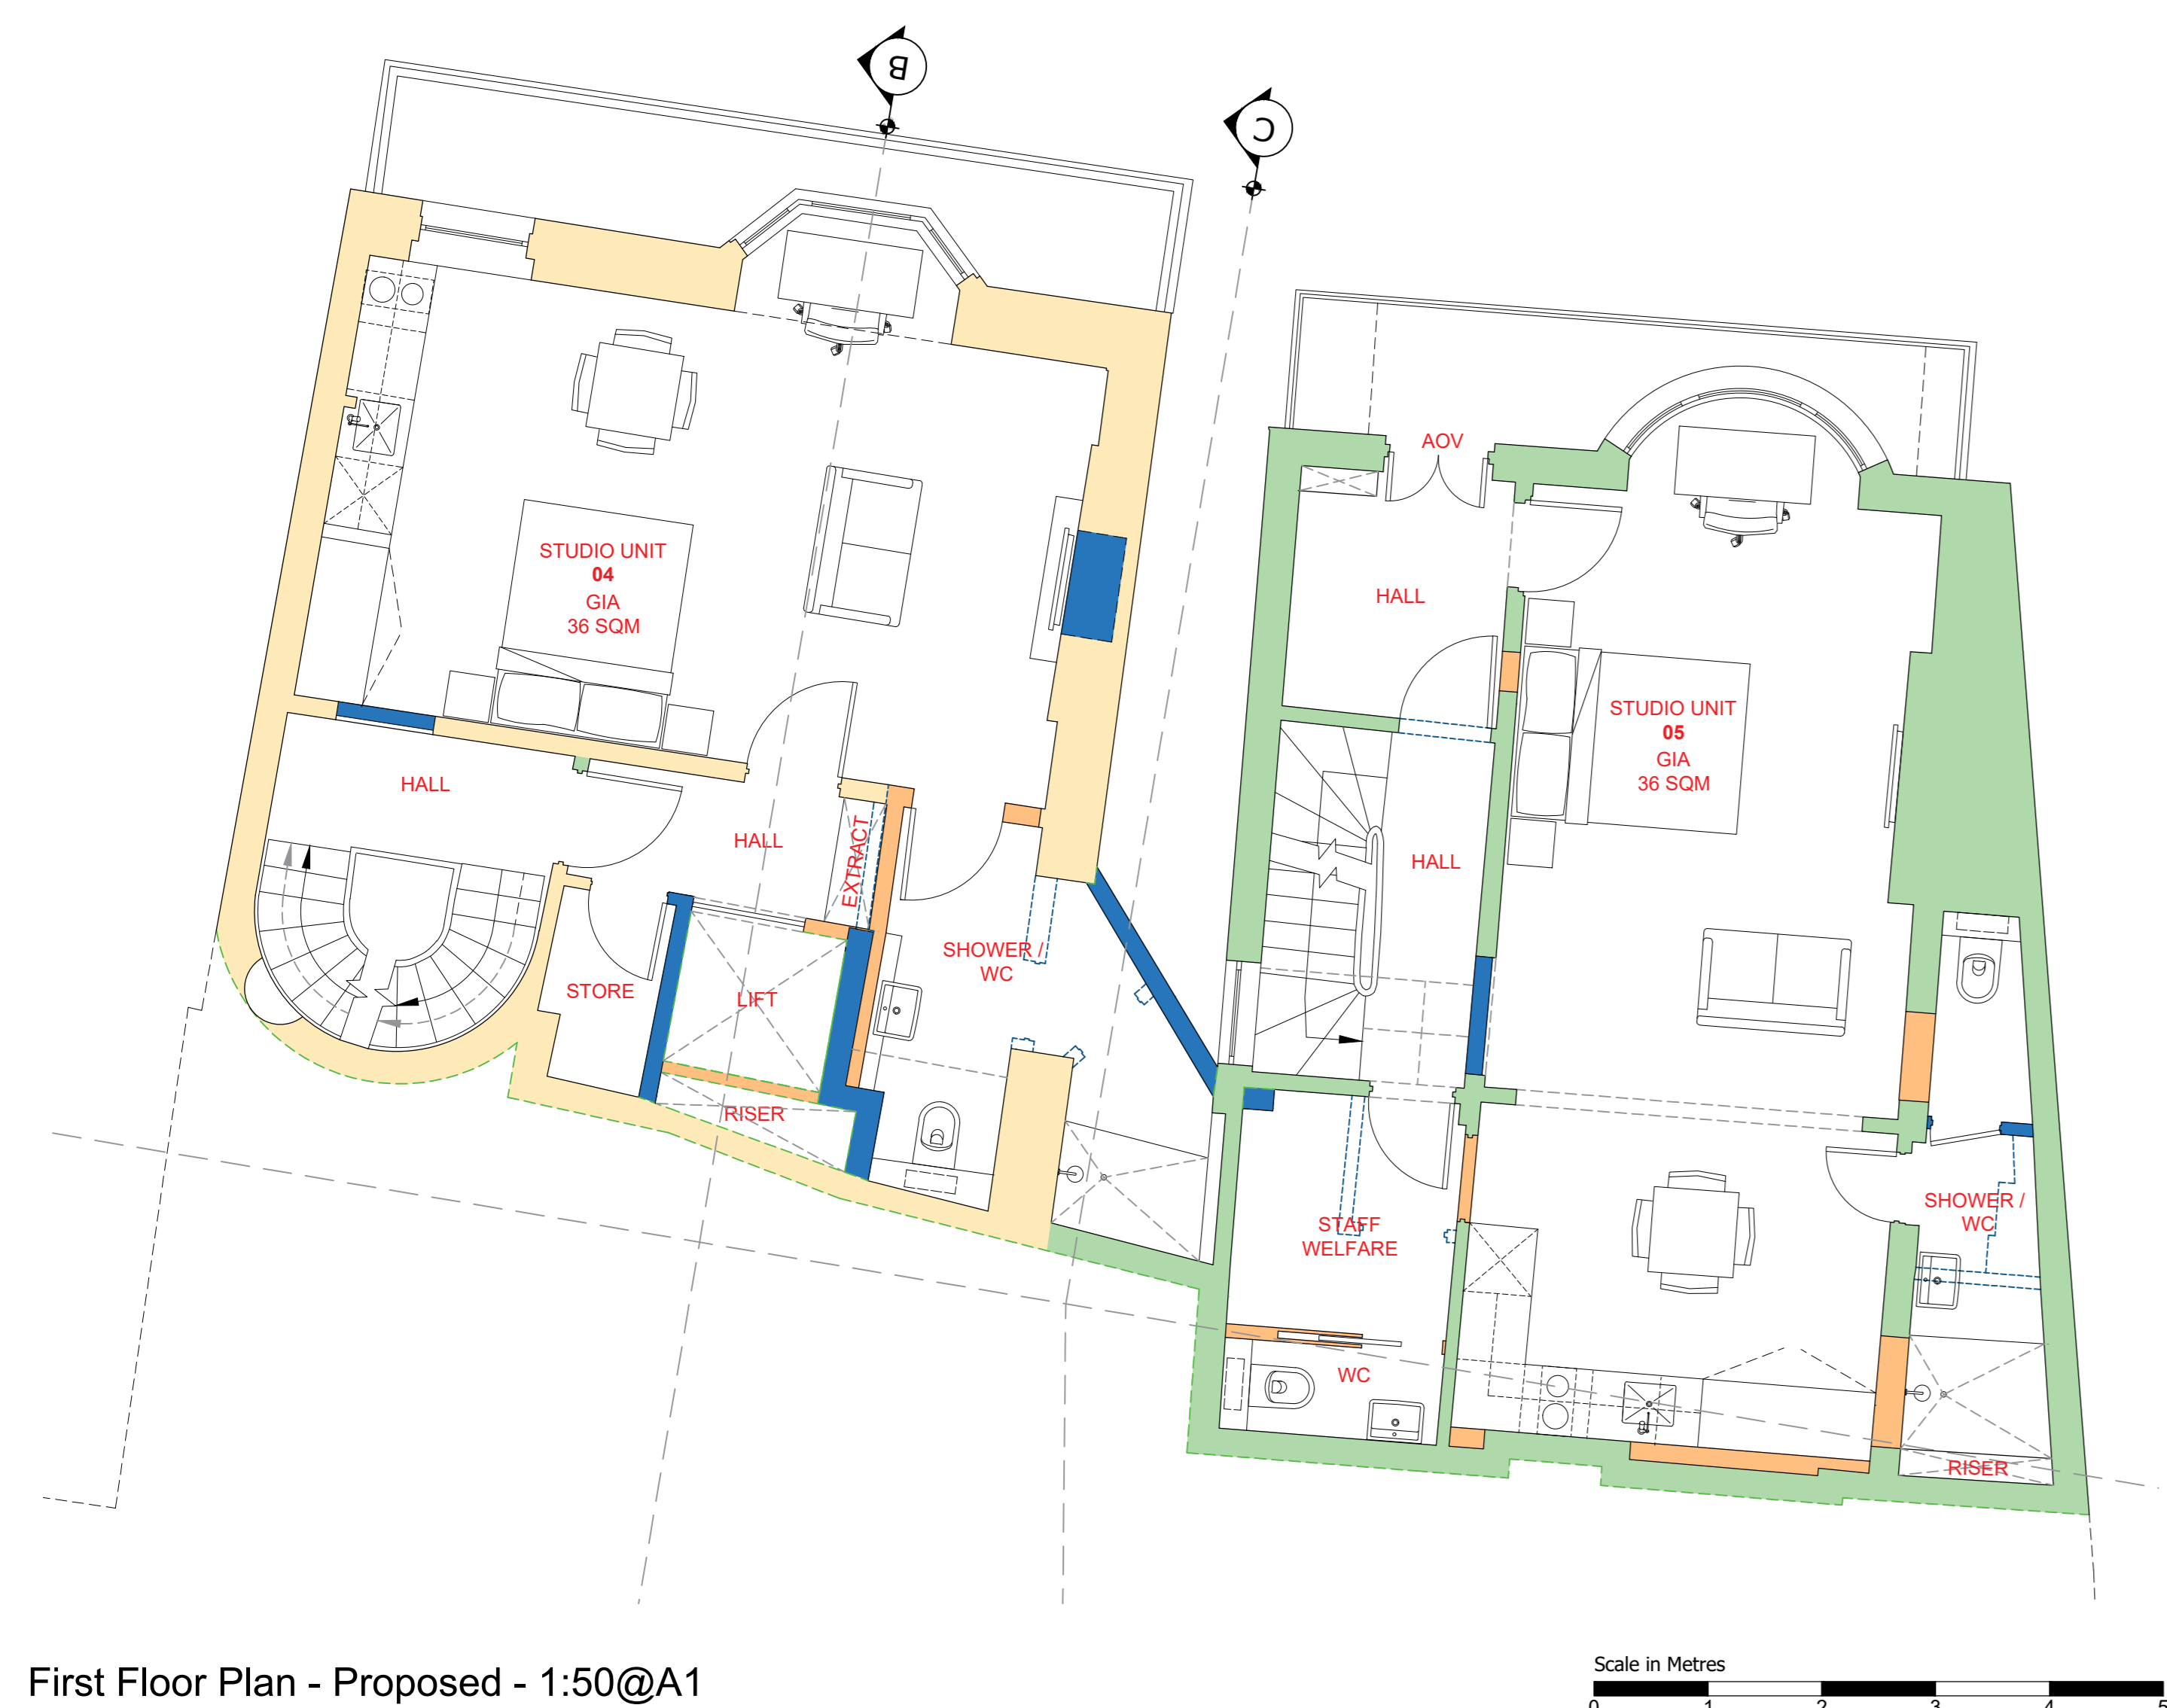 B
C
AOV
STUDIO UNIT
04
GIA
36 SQM
HALL
STUDIO UNIT
05
GIA
36 SQM
HALL
HALL
EXTRACT
HALL
SHOWER /
WC
STORE
LIFT
RISER
STAFF
WELFARE
SHOWER /
WC
WC
RISER
First Floor Plan - Proposed - 1:50@A1
Scale in Metres
0 1 2 3 4 5